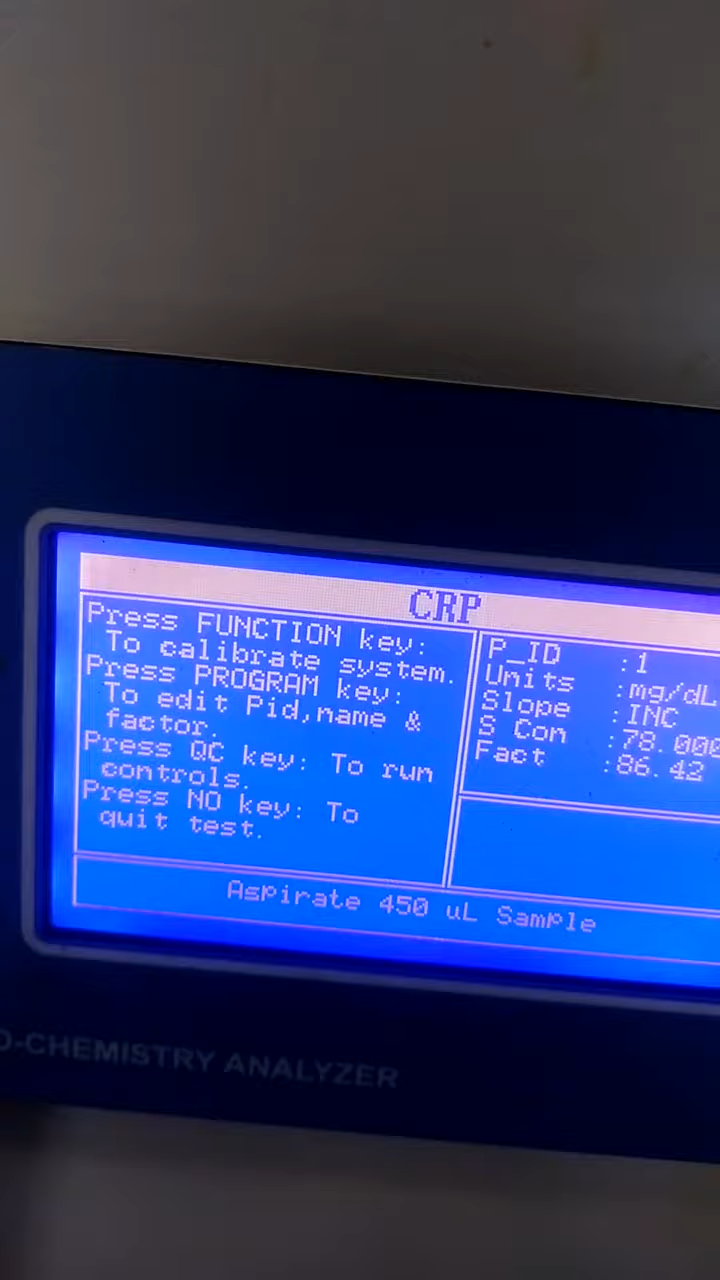 CRP
Press FUNCTION key:
To calibrate system.
Press PROGRAM key:
To edit Pid,name &
factor.
Press QC key: To run
controls.
Press NO key: To
quit test.
P_ID :1
Units :mg/dL
Slope :INC
S Con :78.000
Fact :86.42
Aspirate 450 uL Sample
O-CHEMISTRY ANALYZER